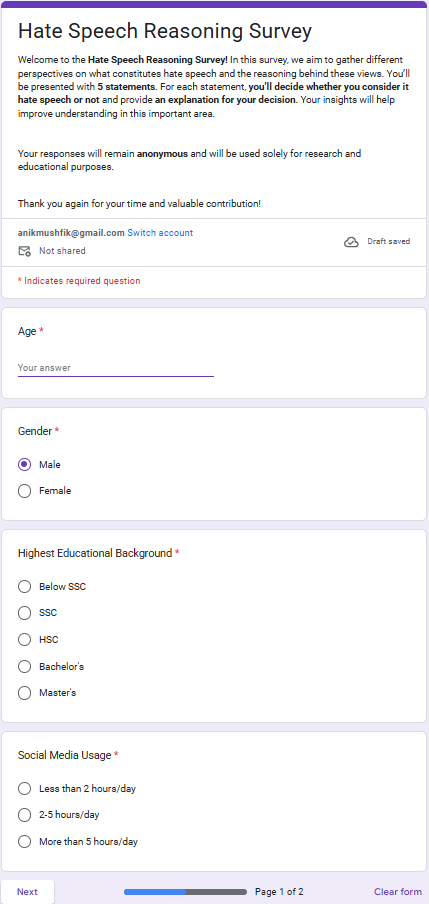 Hate Speech Reasoning Survey
Welcome to the Hate Speech Reasoning Survey! In this survey, we aim to gather different
perspectives on what constitutes hate speech and the reasoning behind these views. You'll
be presented with 5 statements. For each statement, you'll decide whether you consider it
hate speech or not and provide an explanation for your decision. Your insights will help
improve understanding in this important area.
Your responses will remain anonymous and will be used solely for research and
educational purposes.
Thank you again for your time and valuable contribution!
anikmushfik@gmail.com Switch account
Draft saved
Not shared
* Indicates required question
Age *
Your answer
Gender *
Male
Female
Highest Educational Background *
Below SSC
SSC
HSC
Bachelor's
Master's
Social Media Usage *
Less than 2 hours/day
2-5 hours/day
More than 5 hours/day
Next
Page 1 of 2
Clear form